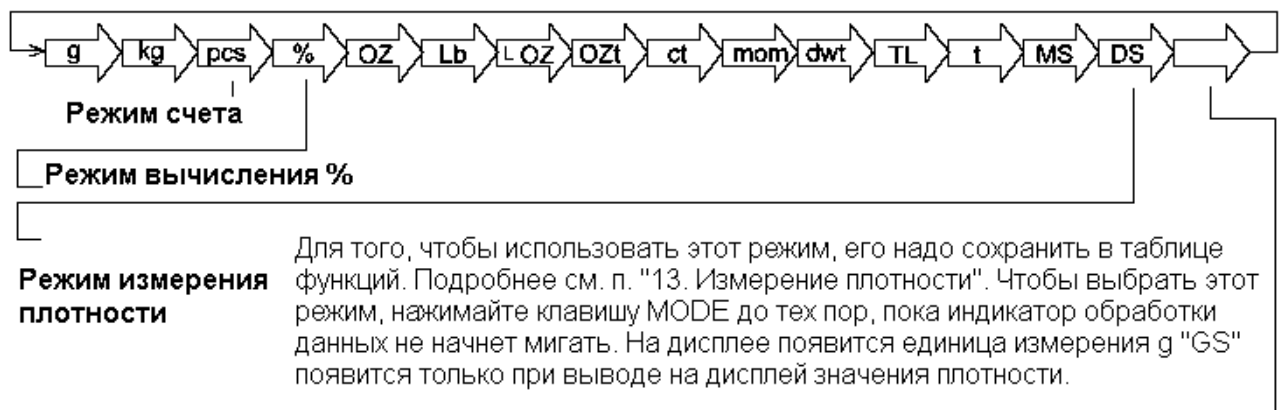 g kg pcs % OZ Lb L OZ OZt ct mom dwt TL t MS DS
Режим счета
Режим вычисления %
Режим измерения
плотности
Для того, чтобы использовать этот режим, его надо сохранить в таблице
функций. Подробнее см. п. "13. Измерение плотности". Чтобы выбрать этот
режим, нажимайте клавишу MODE до тех пор, пока индикатор обработки
данных не начнет мигать. На дисплее появится единица измерения g "GS"
появится только при выводе на дисплей значения плотности.